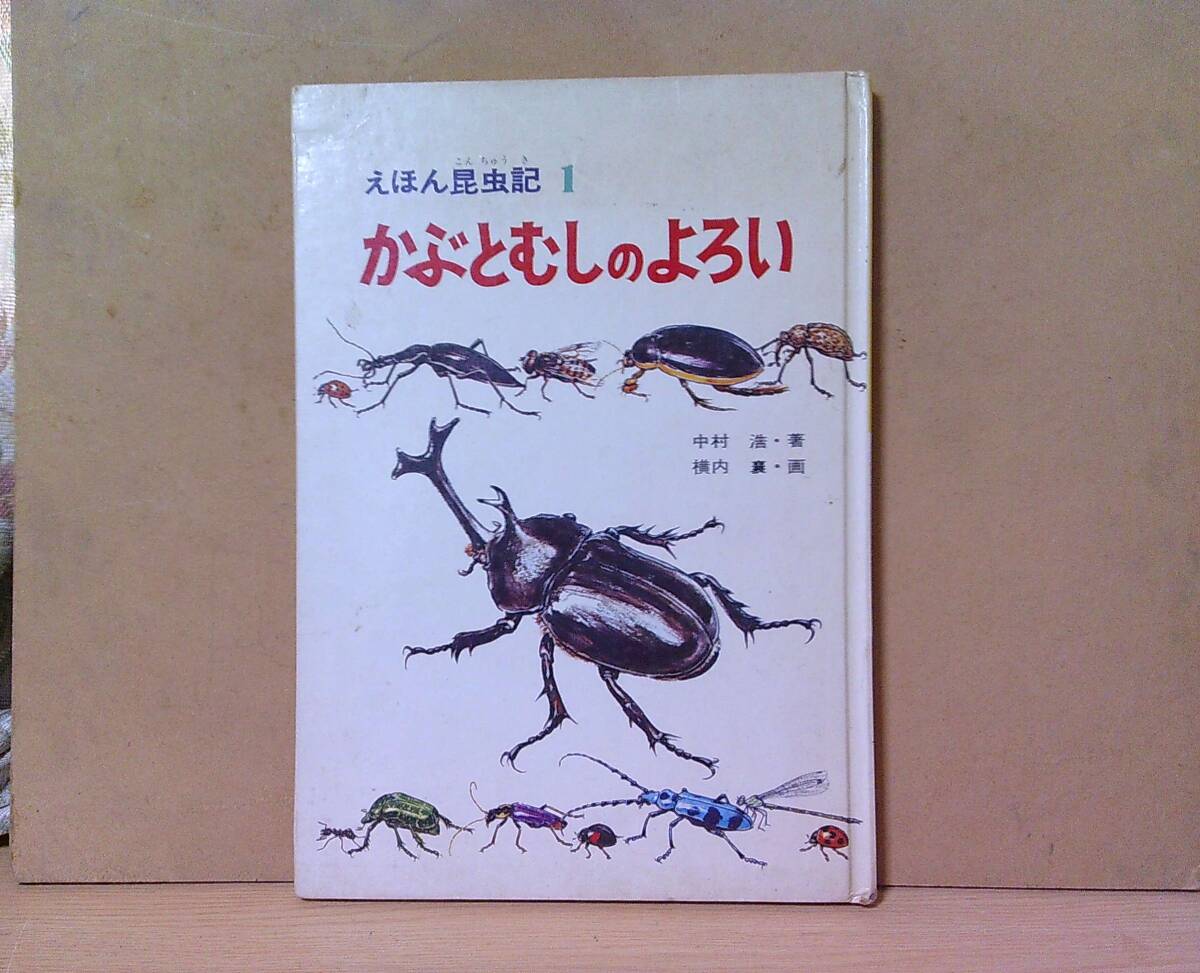 こん ちゅう き
えほん昆虫記 1
かぶとむしのよろい
中村 浩・著
横内 襄・画